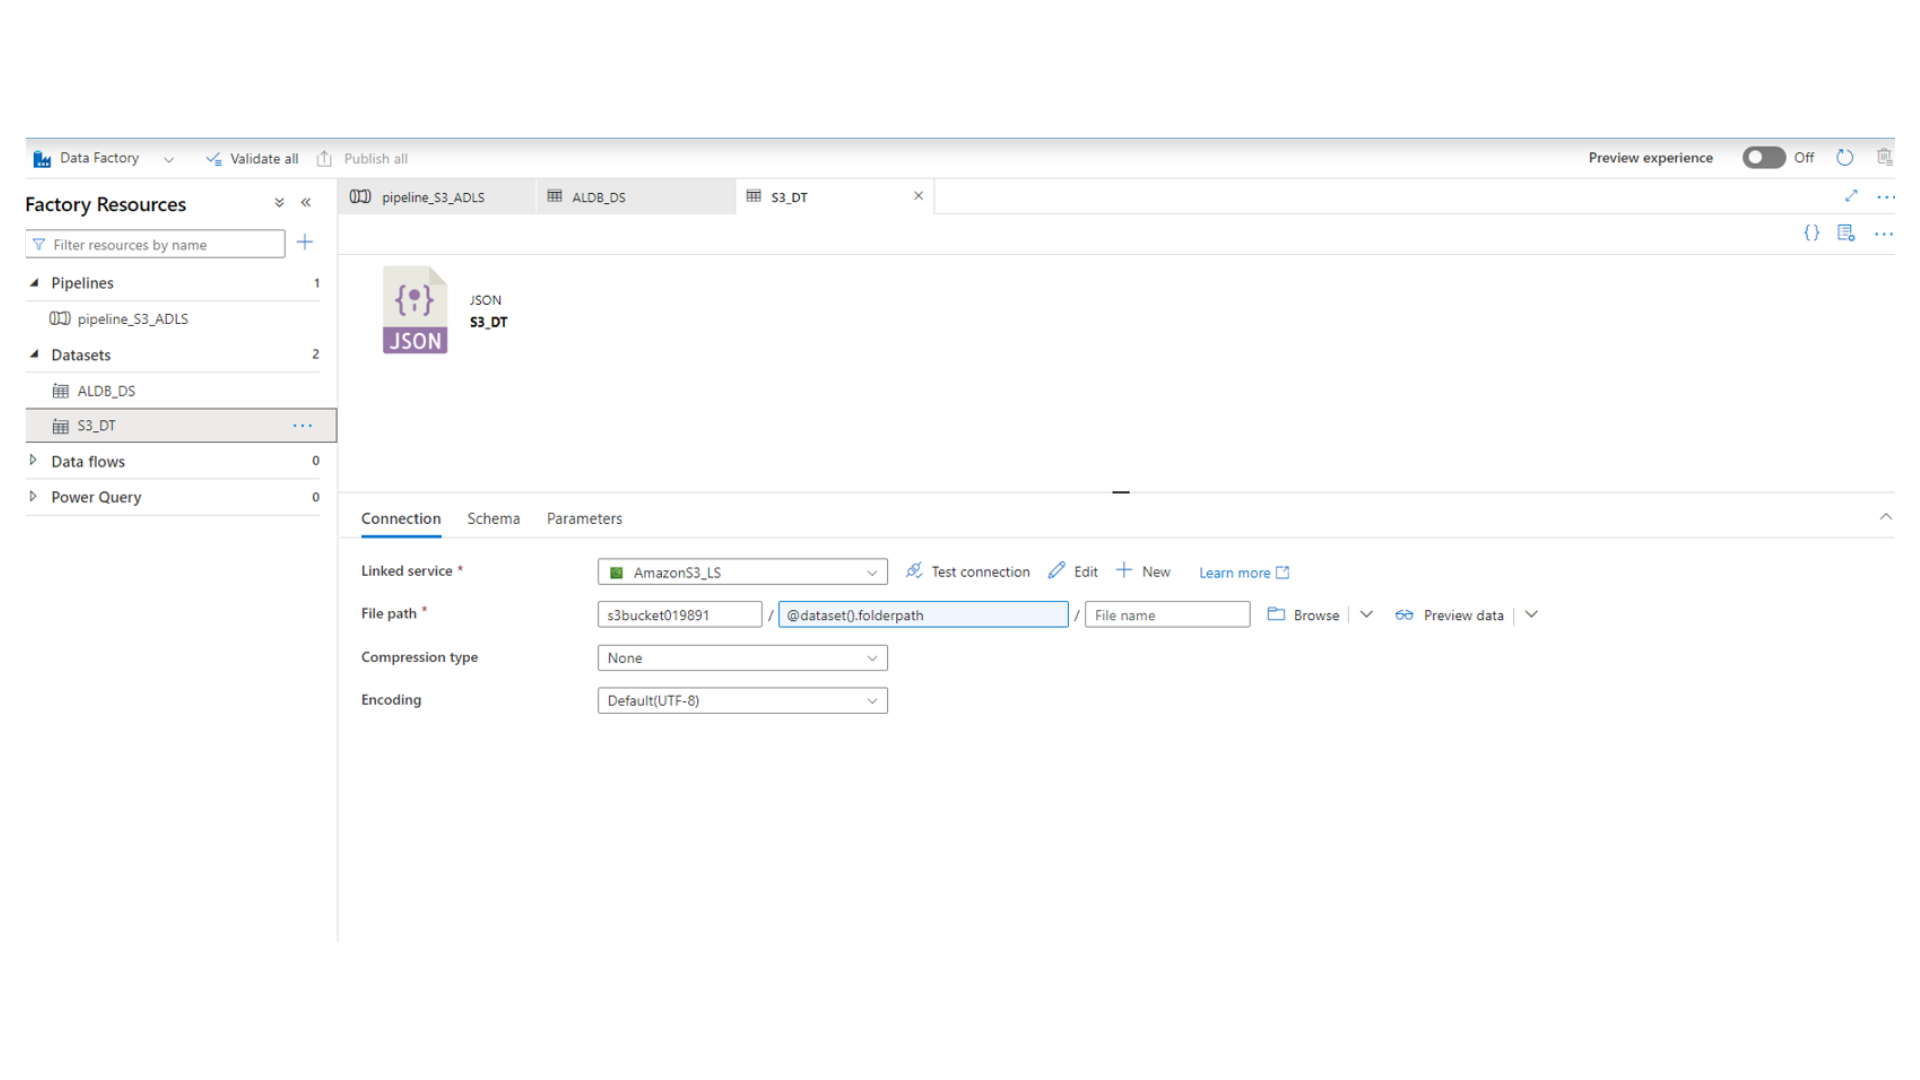 Data Factory Validate all Publish all Preview experience Off
Factory Resources
Filter resources by name
Pipelines 1
pipeline_S3_ADLS
Datasets 2
ALDB_DS
S3_DT
Data flows 0
Power Query 0
pipeline_S3_ADLS ALDB_DS S3_DT
{•}
JSON
JSON
S3_DT
Connection Schema Parameters
Linked service * AmazonS3_LS Test connection Edit New Learn more
File path * s3bucket019891 / @dataset().folderpath / File name Browse Preview data
Compression type None
Encoding Default(UTF-8)